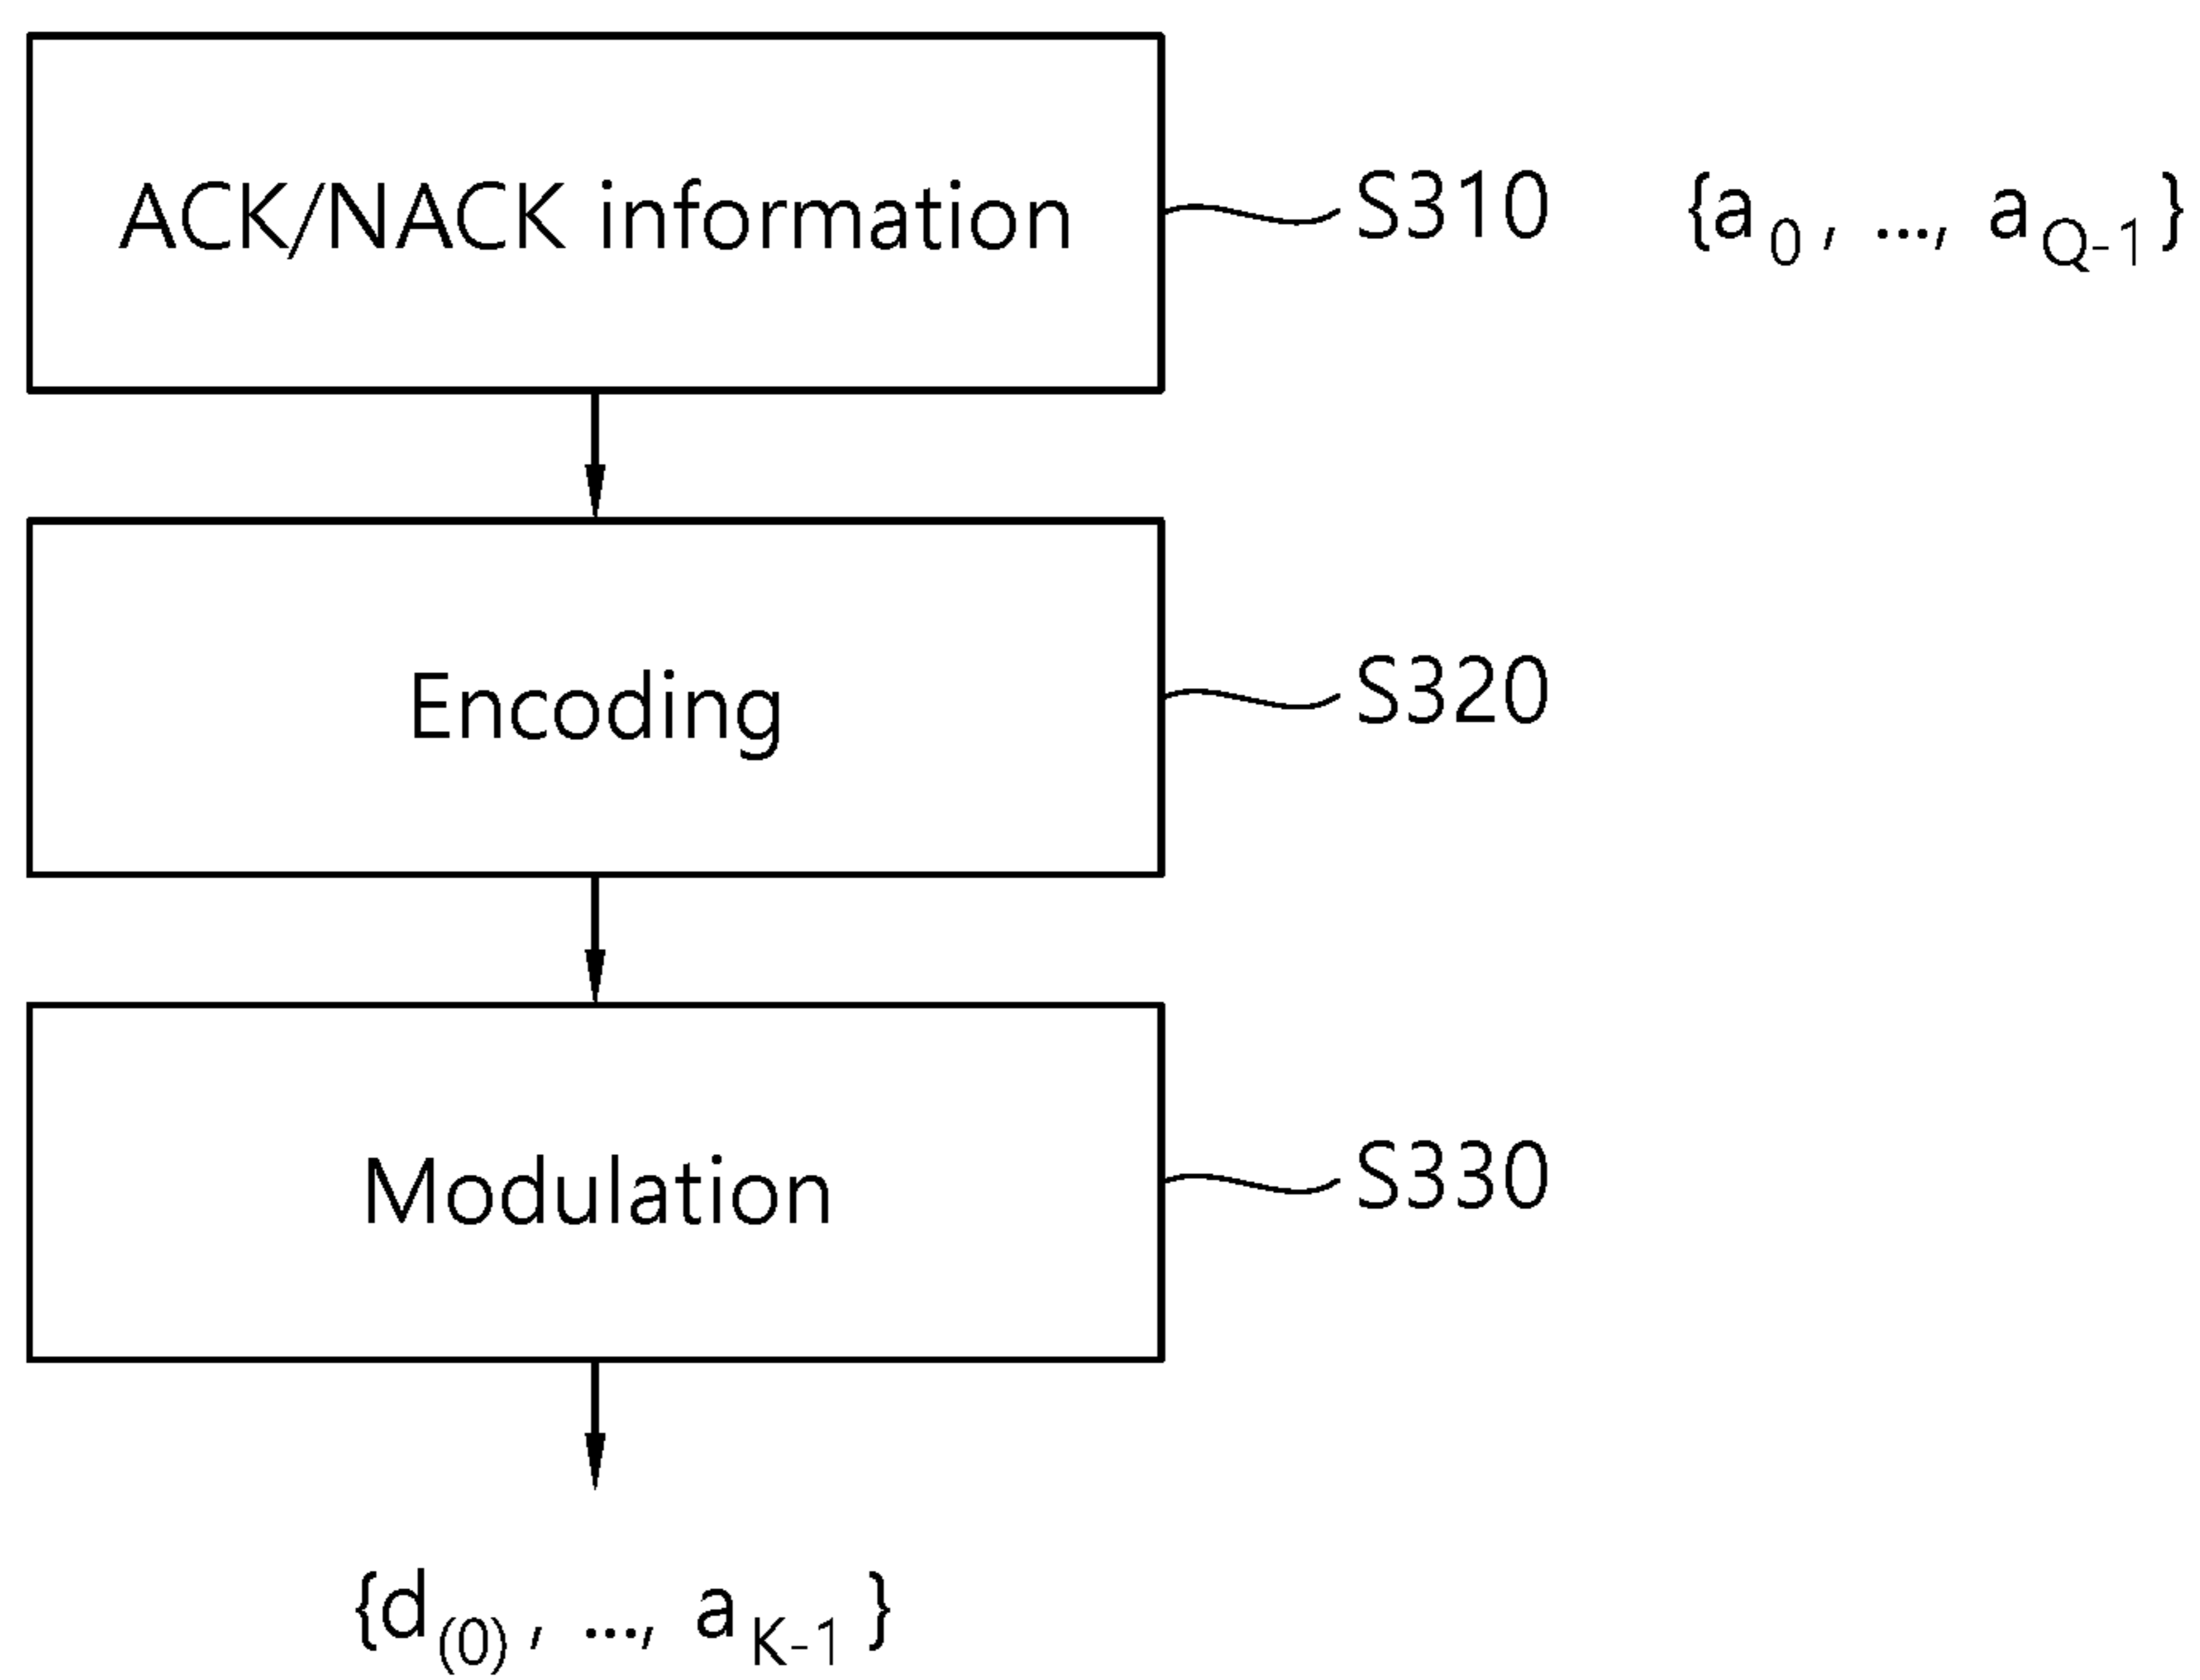 ACK/NACK information S310 {a0, ..., aQ-1}
Encoding S320
Modulation S330
{d(0), ..., aK-1}